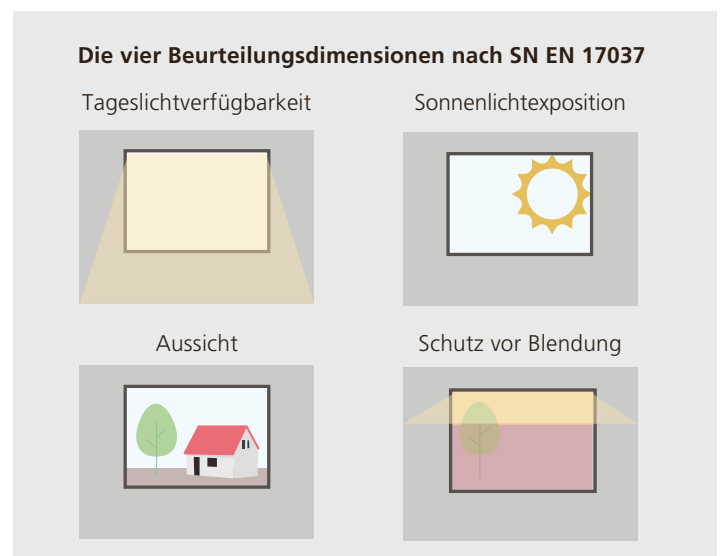 Die vier Beurteilungsdimensionen nach SN EN 17037
Tageslichtverfügbarkeit
Sonnenlichtexposition
Aussicht
Schutz vor Blendung